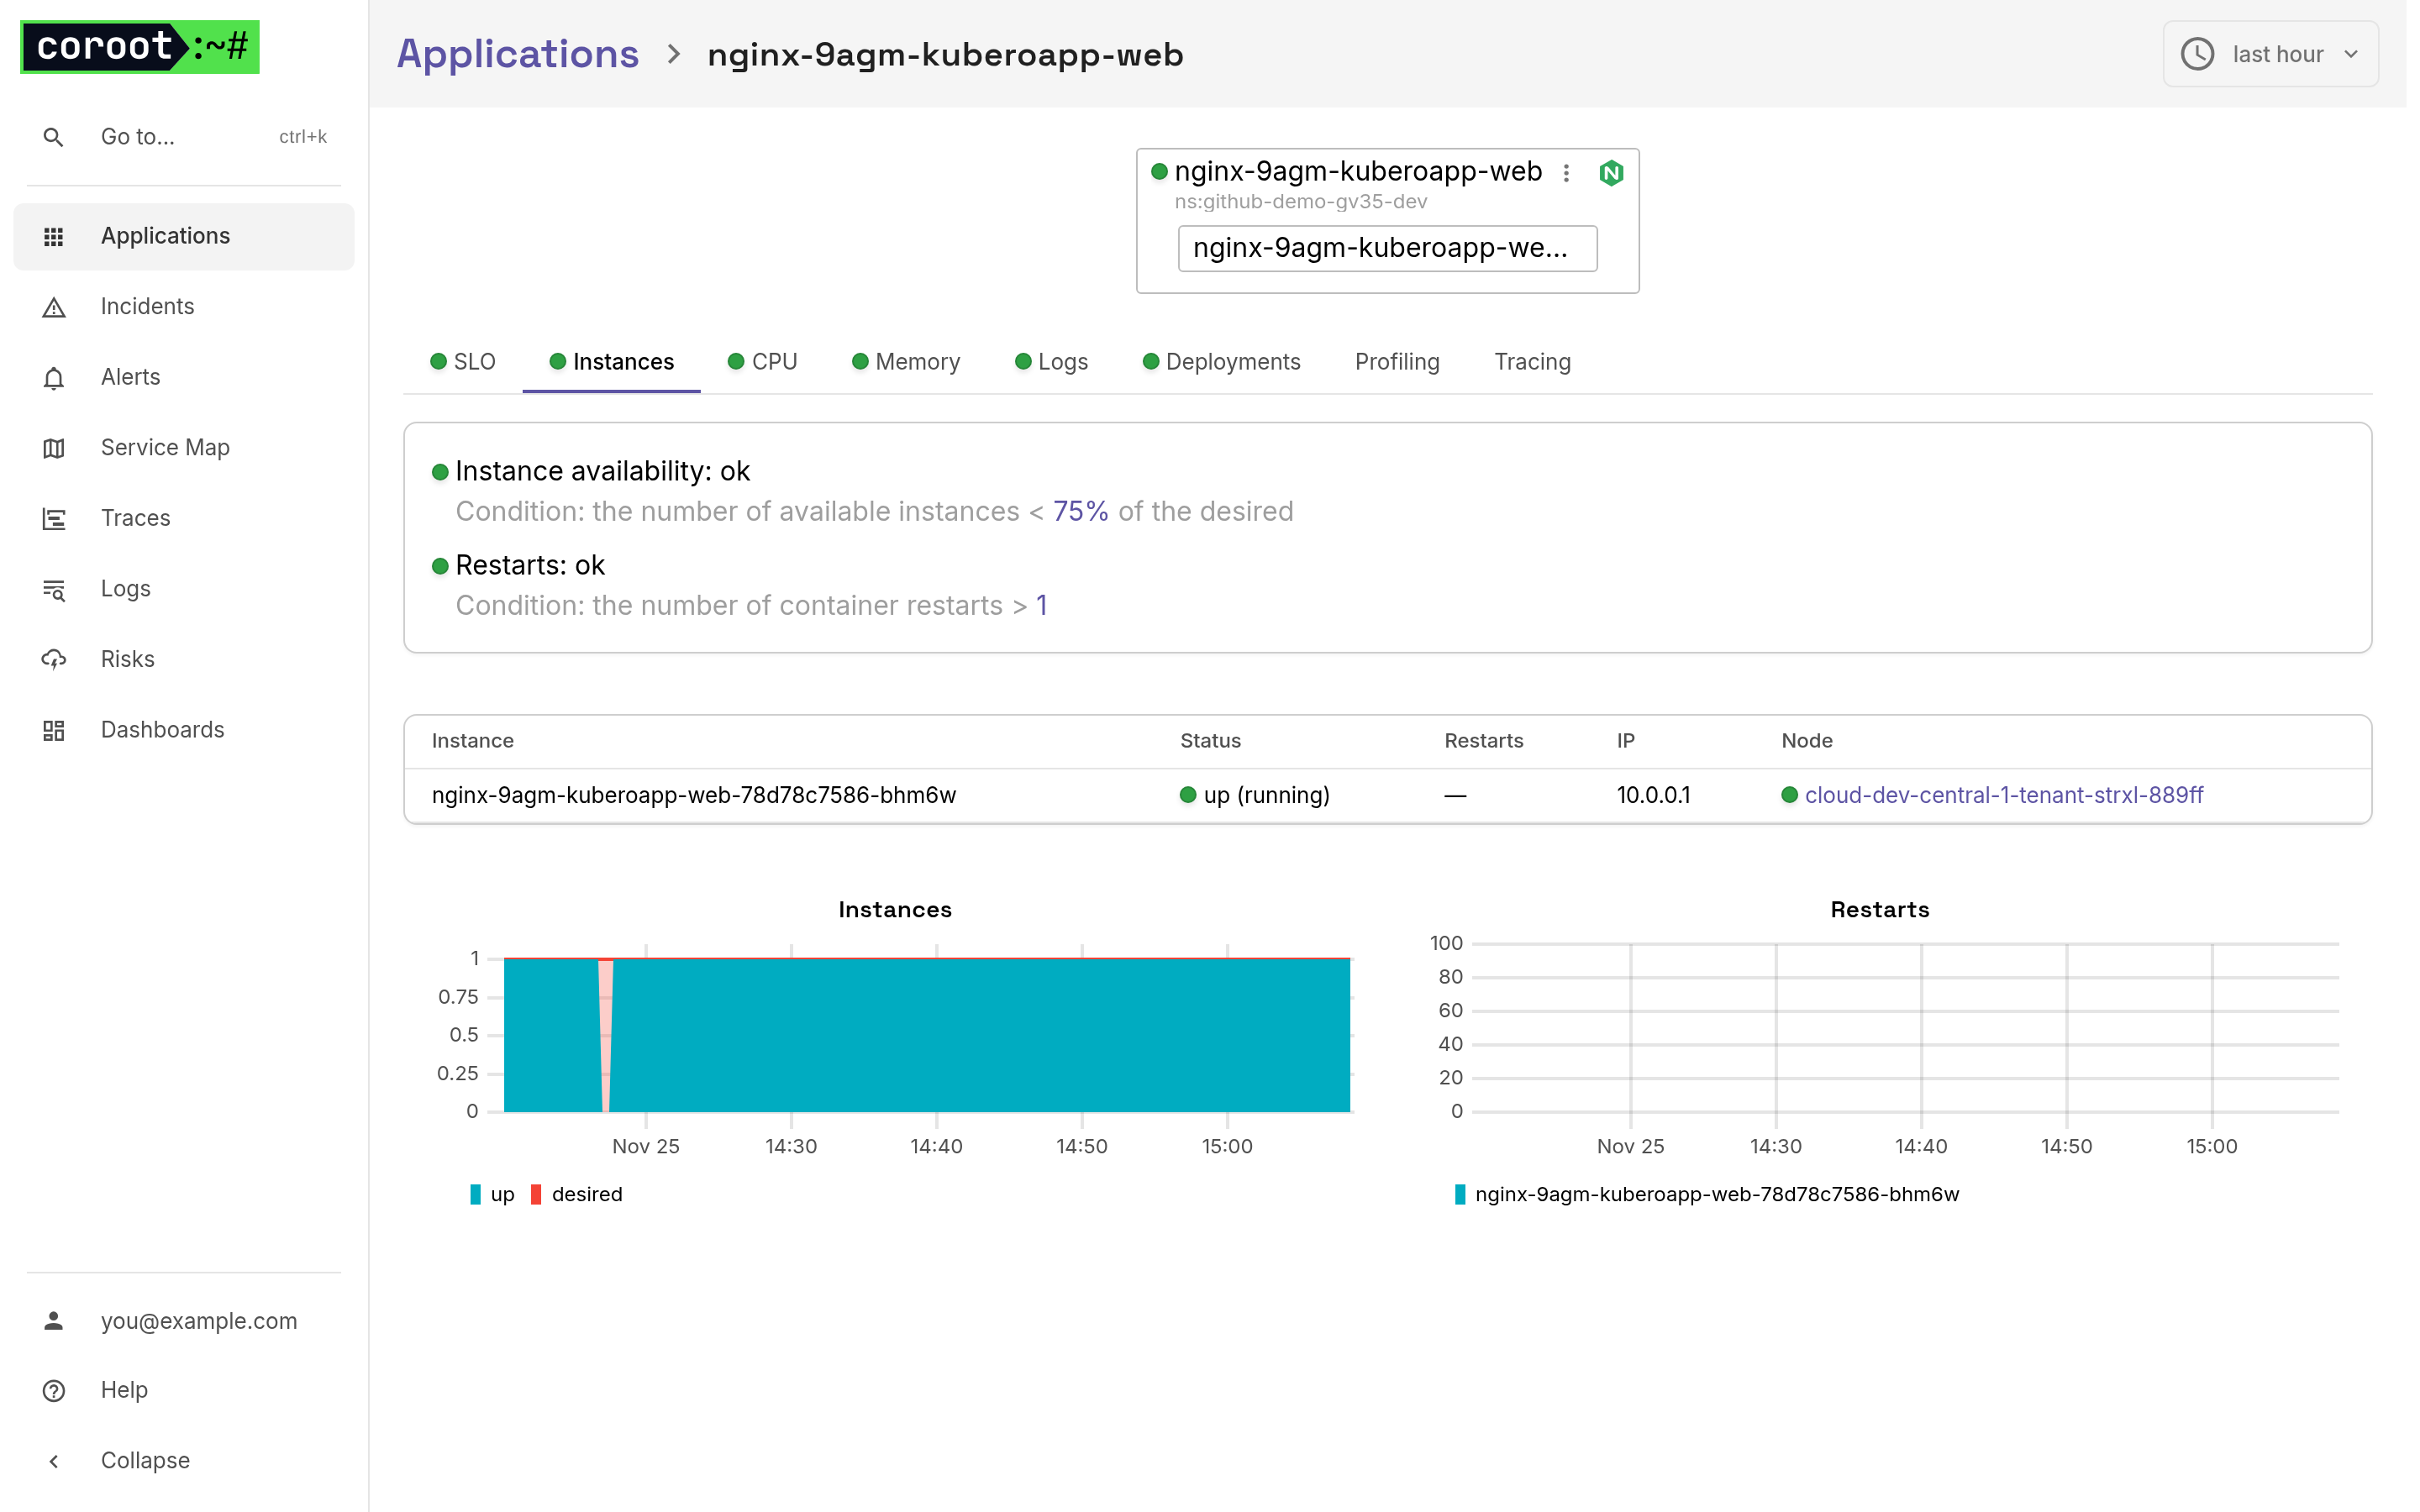 coroot:~#
Go to...
ctrl+k
Applications
Incidents
Alerts
Service Map
Traces
Logs
Risks
Dashboards
you@example.com
Help
Collapse
Applications > nginx-9agm-kuberoapp-web
last hour
nginx-9agm-kuberoapp-web
ns:github-demo-gv35-dev
nginx-9agm-kuberoapp-we...
SLO Instances CPU Memory Logs Deployments Profiling Tracing
Instance availability: ok
Condition: the number of available instances < 75% of the desired
Restarts: ok
Condition: the number of container restarts > 1
Instance Status Restarts IP Node
nginx-9agm-kuberoapp-web-78d78c7586-bhm6w up (running) — 10.0.0.1 cloud-dev-central-1-tenant-strxl-889ff
Instances
1
0.75
0.5
0.25
0
Nov 25 14:30 14:40 14:50 15:00
up desired
Restarts
100
80
60
40
20
0
Nov 25 14:30 14:40 14:50 15:00
nginx-9agm-kuberoapp-web-78d78c7586-bhm6w